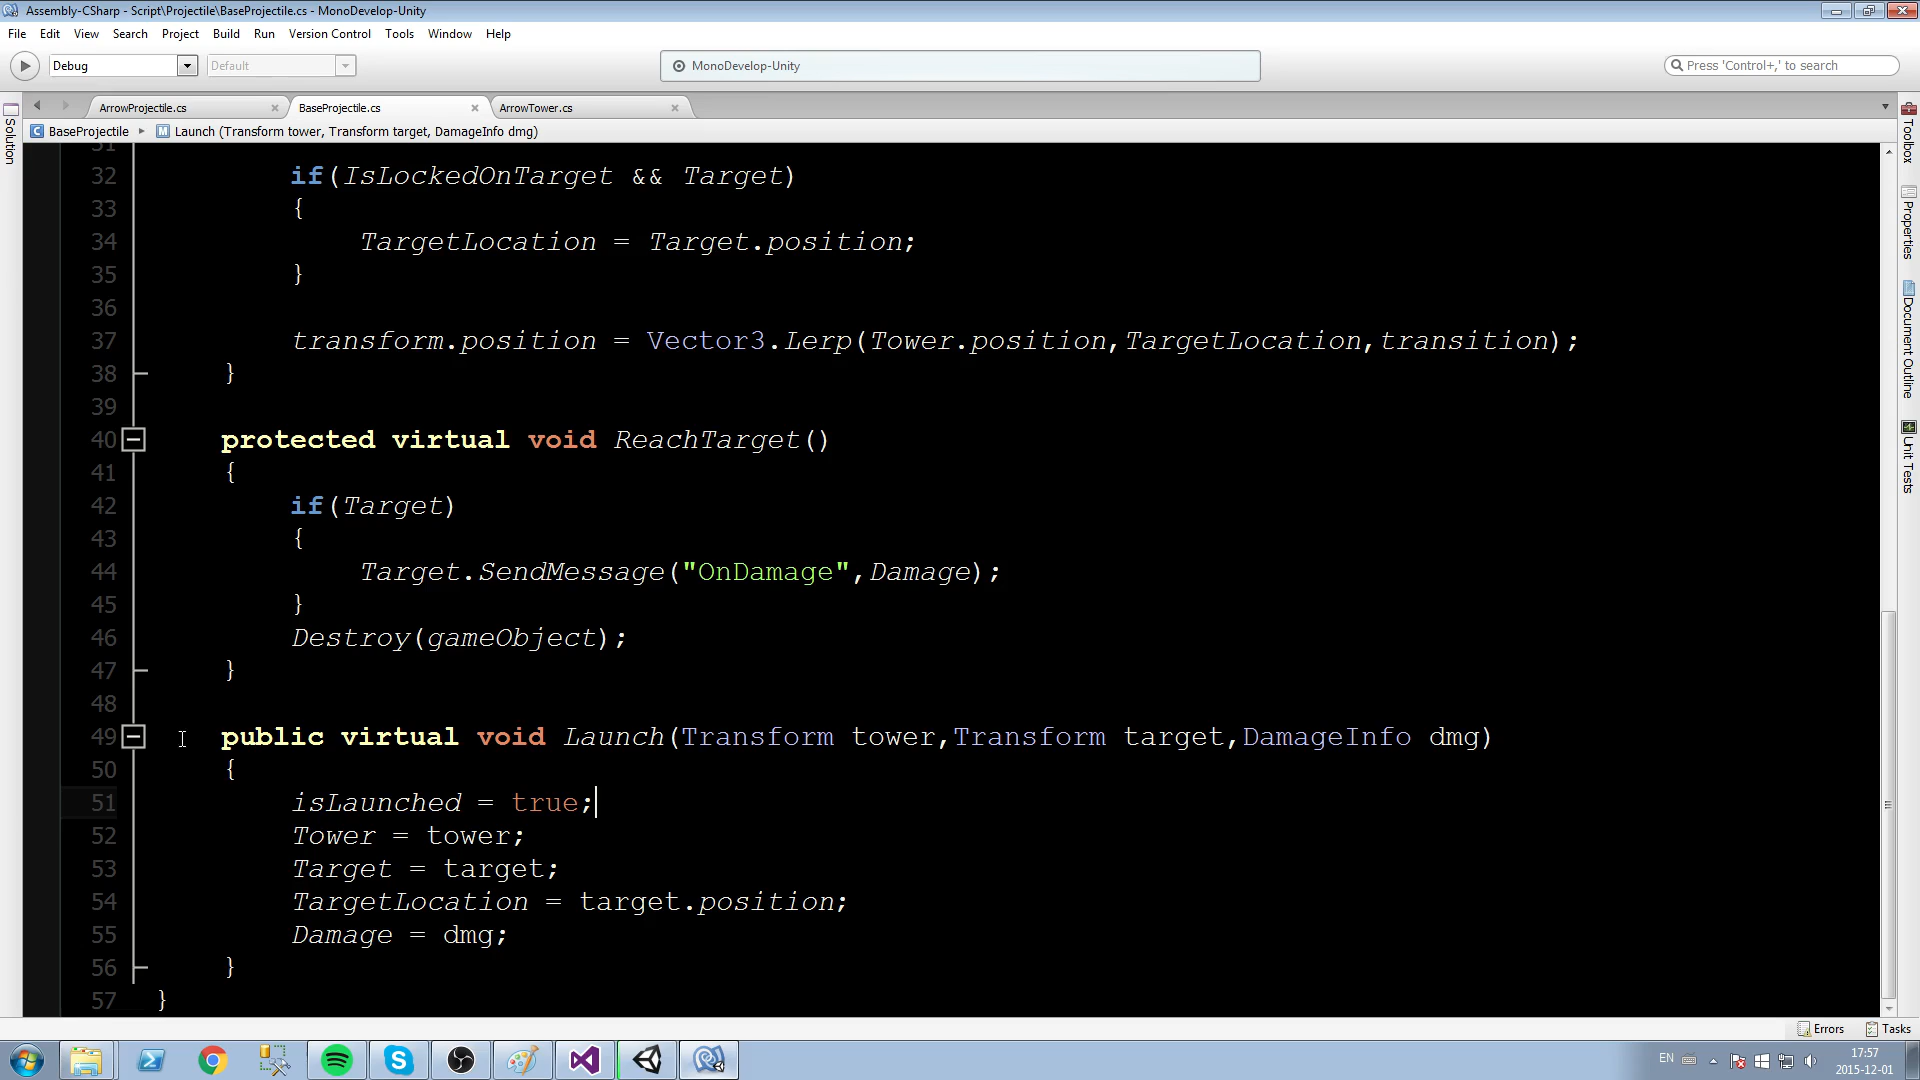 Assembly-CSharp - Script\Projectile\BaseProjectile.cs - MonoDevelop-Unity
File Edit View Search Project Build Run Version Control Tools Window Help
Debug Default MonoDevelop-Unity Press 'Control+,' to search
ArrowProjectile.cs BaseProjectile.cs ArrowTower.cs
BaseProjectile Launch (Transform tower, Transform target, DamageInfo dmg)
Solution
Toolbox
Properties
Document Outline
Unit Tests
31
32 if(IsLockedOnTarget && Target)
33 {
34 TargetLocation = Target.position;
35 }
36
37 transform.position = Vector3.Lerp(Tower.position,TargetLocation,transition);
38 }
39
40 protected virtual void ReachTarget()
41 {
42 if(Target)
43 {
44 Target.SendMessage("OnDamage",Damage);
45 }
46 Destroy(gameObject);
47 }
48
49 public virtual void Launch(Transform tower,Transform target,DamageInfo dmg)
50 {
51 isLaunched = true;
52 Tower = tower;
53 Target = target;
54 TargetLocation = target.position;
55 Damage = dmg;
56 }
57 }
Errors Tasks
EN 17:57
2015-12-01